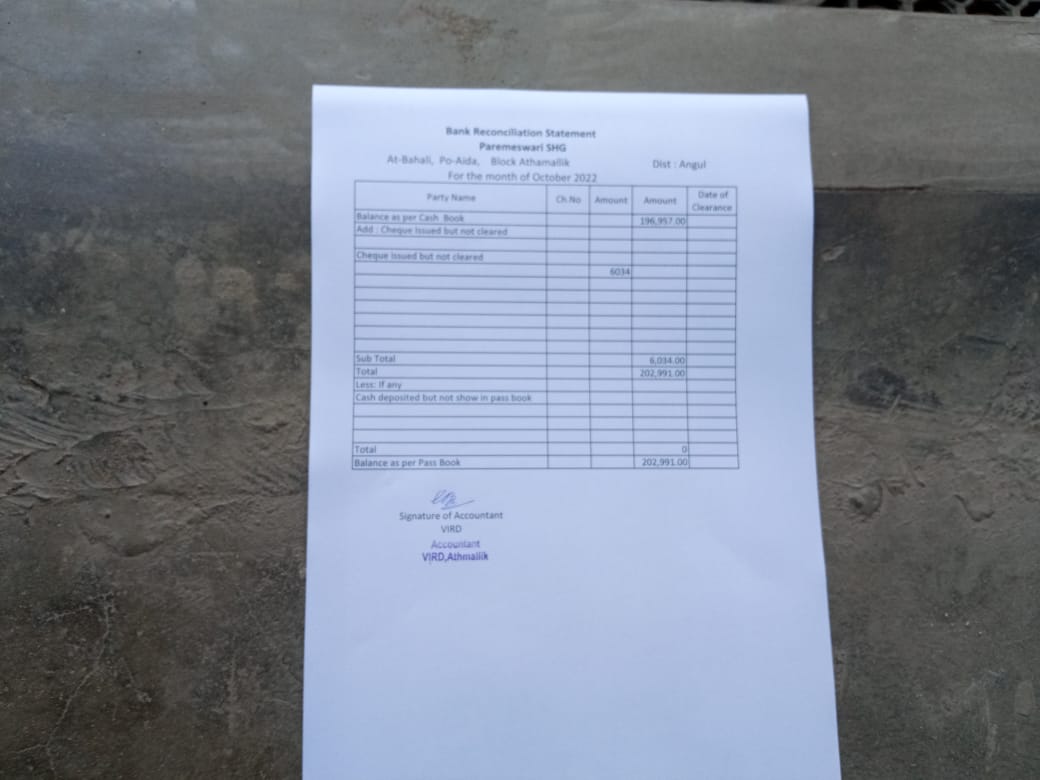 Bank Reconciliation Statement
Paremeswari SHG
At-Bahali, Po-Aida, Block Athamallik Dist : Angul
For the month of October 2022
Party Name Ch.No Amount Amount Date of Clearance
Balance as per Cash Book 196,957.00
Add : Cheque Issued but not cleared
Cheque issued but not cleared
6034
Sub Total 6,034.00
Total 202,991.00
Less: If any
Cash deposited but not show in pass book
Total 0
Balance as per Pass Book 202,991.00
Signature of Accountant
VIRD
Accountant
VIRD,Athmallik